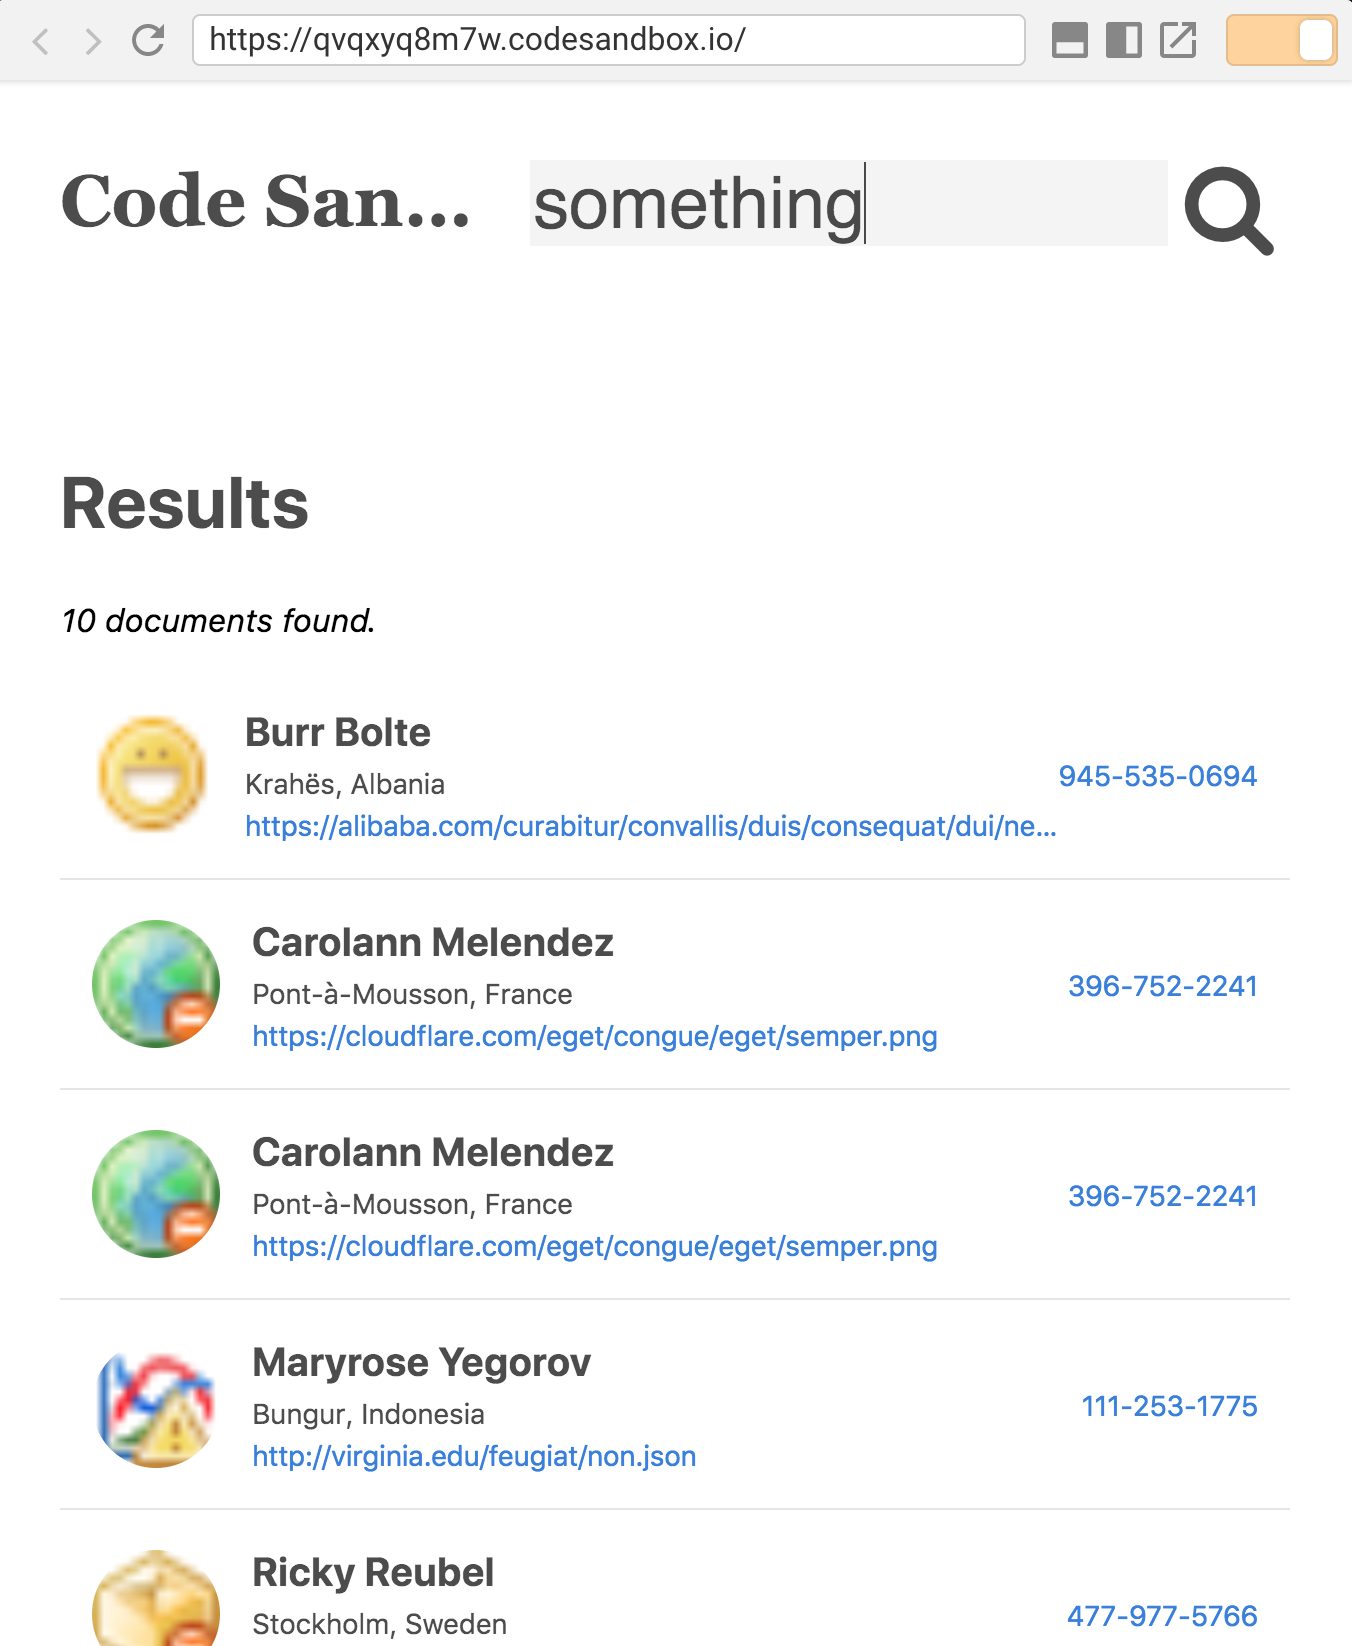 https://qvqxyq8m7w.codesandbox.io/
Code San...
something
Results
10 documents found.
Burr Bolte
Krahës, Albania
945-535-0694
https://alibaba.com/curabitur/convallis/duis/consequat/dui/ne...
Carolann Melendez
Pont-à-Mousson, France
396-752-2241
https://cloudflare.com/eget/congue/eget/semper.png
Carolann Melendez
Pont-à-Mousson, France
396-752-2241
https://cloudflare.com/eget/congue/eget/semper.png
Maryrose Yegorov
Bungur, Indonesia
111-253-1775
http://virginia.edu/feugiat/non.json
Ricky Reubel
Stockholm, Sweden
477-977-5766